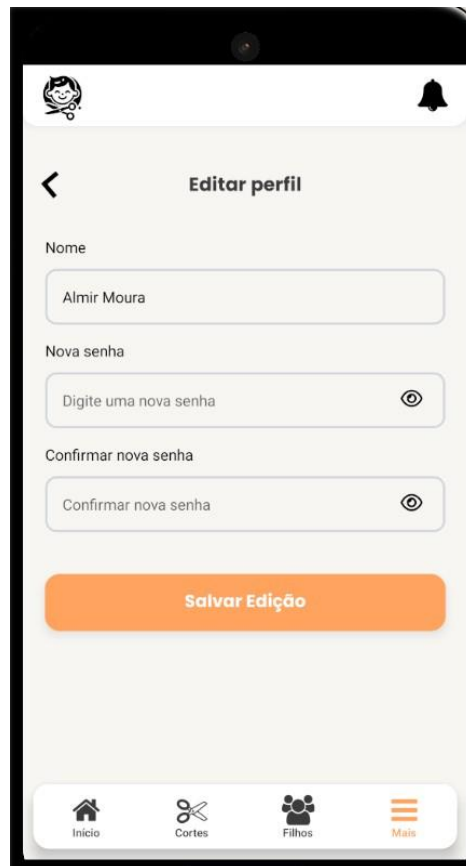 Editar perfil
Nome
Almir Moura
Nova senha
Digite uma nova senha
Confirmar nova senha
Confirmar nova senha
Salvar Edição
Início
Cortes
Filhos
Mais